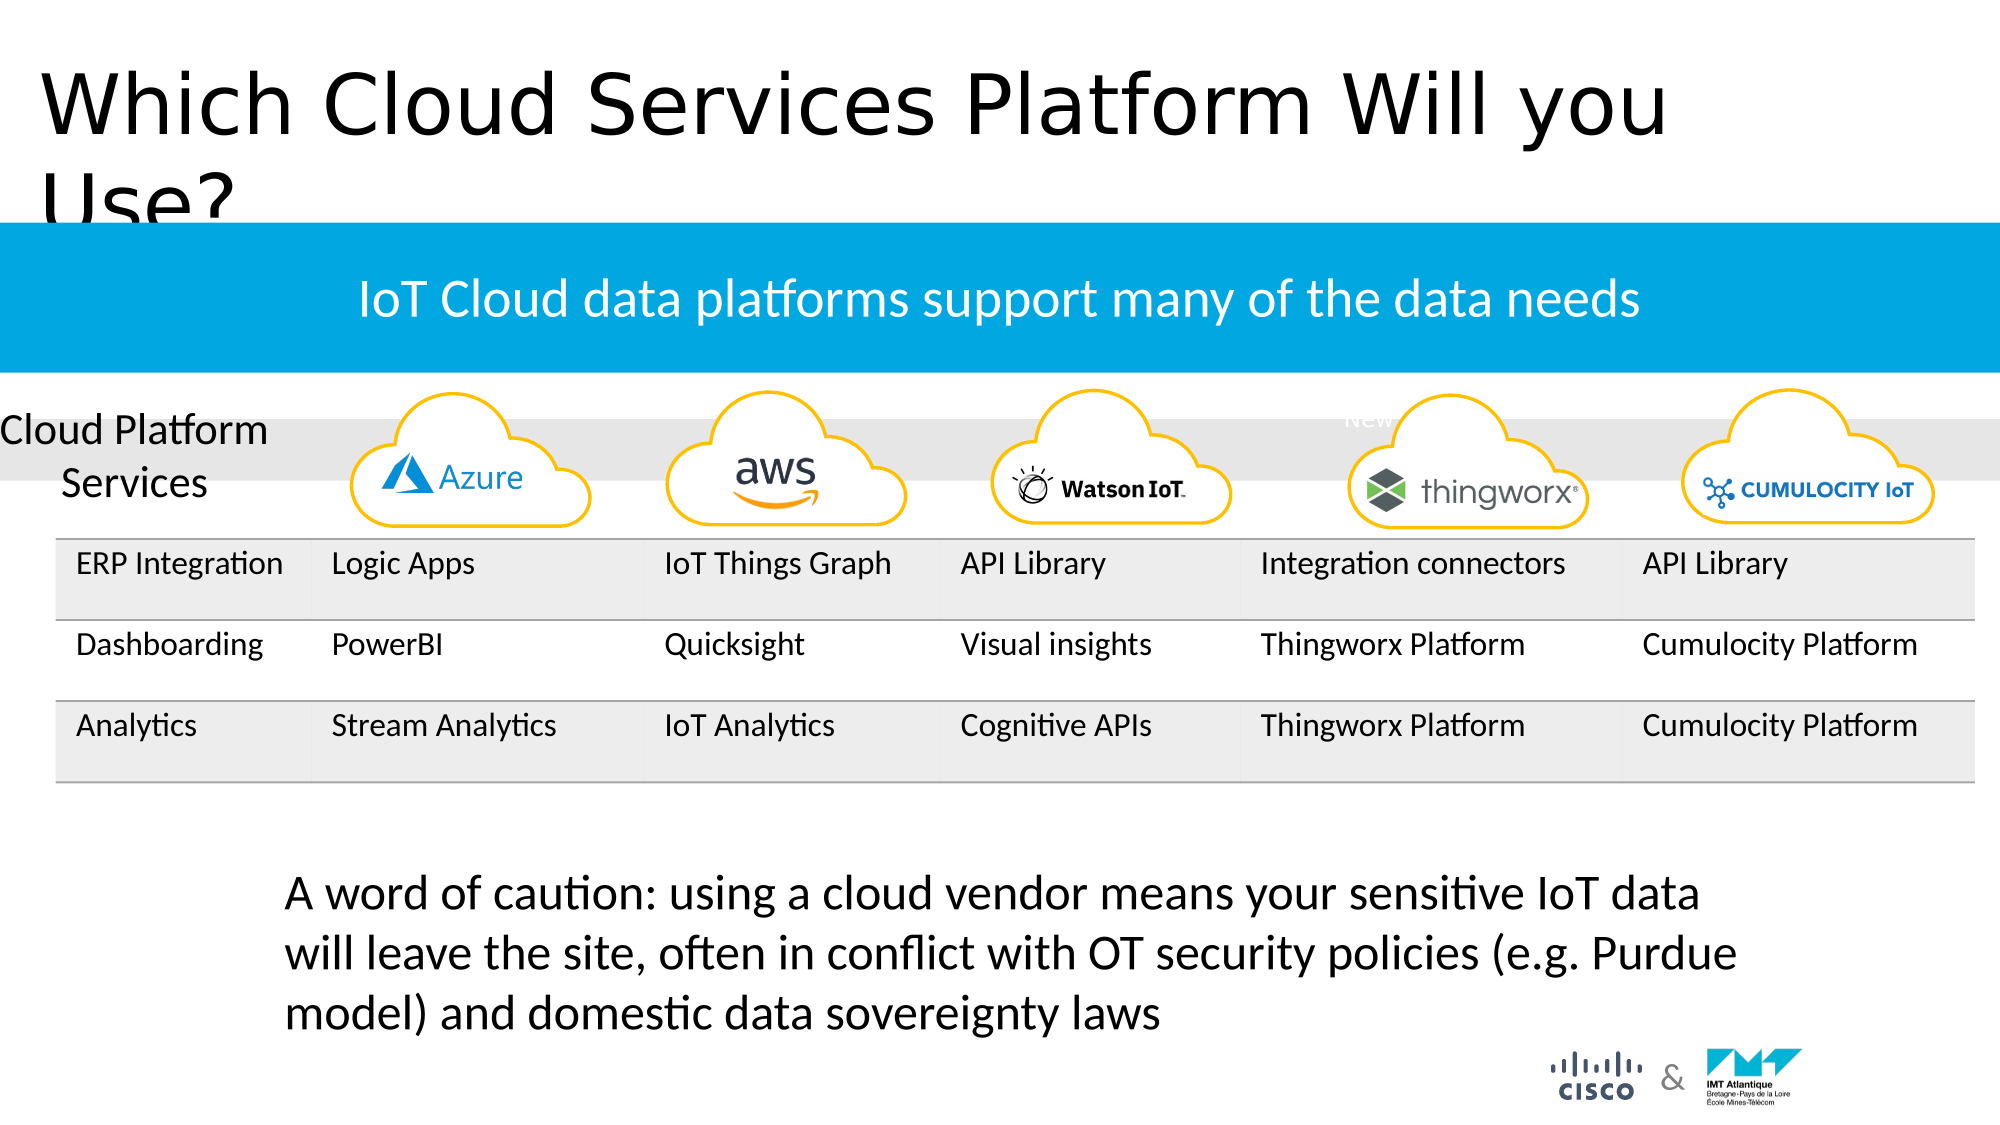 Which Cloud Services Platform Will you
Use?
IoT Cloud data platforms support many of the data needs
Cloud Platform
Services
Azure
aws
Watson IoT™
New
thingworx®
CUMULOCITY IoT
ERP Integration Logic Apps IoT Things Graph API Library Integration connectors API Library
Dashboarding PowerBI Quicksight Visual insights Thingworx Platform Cumulocity Platform
Analytics Stream Analytics IoT Analytics Cognitive APIs Thingworx Platform Cumulocity Platform
A word of caution: using a cloud vendor means your sensitive IoT data
will leave the site, often in conflict with OT security policies (e.g. Purdue
model) and domestic data sovereignty laws
CISCO
&
IMT Atlantique
Bretagne-Pays de la Loire
École Mines-Télécom